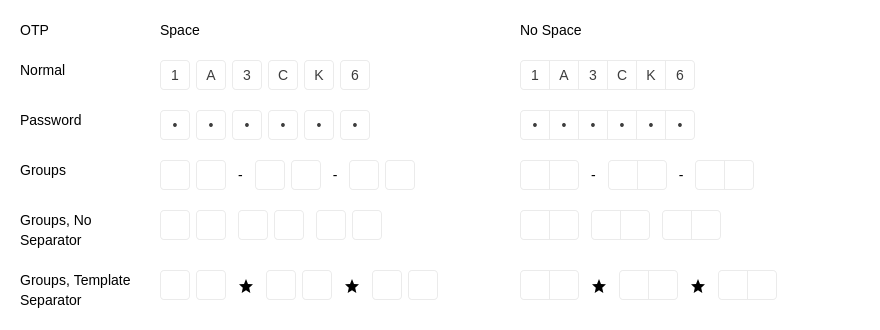 OTP Space No Space
Normal 1 A 3 C K 6 1 A 3 C K 6
Password • • • • • • • • • • • •
Groups - - - -
Groups, No
Separator
Groups, Template
Separator ★ ★ ★ ★